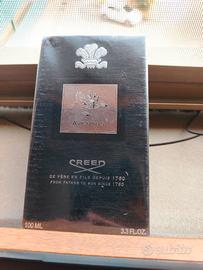 CREED
DE PÈRE EN FILS DEPUIS 1760
FROM FATHER TO SON SINCE 1760
100 ML
3.3 FL.OZ.
subito